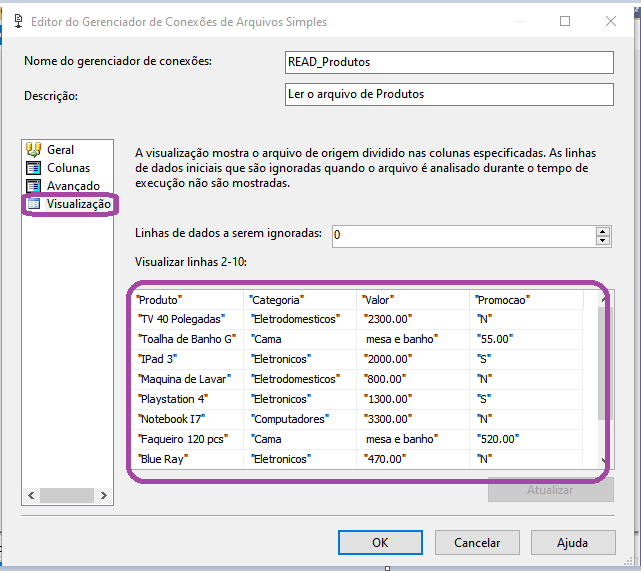 Editor do Gerenciador de Conexões de Arquivos Simples
Nome do gerenciador de conexões: READ_Produtos
Descrição: Ler o arquivo de Produtos
Geral
Colunas
Avançado
Visualização
A visualização mostra o arquivo de origem dividido nas colunas especificadas. As linhas
de dados iniciais que são ignoradas quando o arquivo é analisado durante o tempo de
execução não são mostradas.
Linhas de dados a serem ignoradas: 0
Visualizar linhas 2-10:
"Produto" "Categoria" "Valor" "Promocao"
"TV 40 Polegadas" "Eletrodomesticos" "2300.00" "N"
"Toalha de Banho G" "Cama mesa e banho" "55.00"
"IPad 3" "Eletronicos" "2000.00" "S"
"Maquina de Lavar" "Eletrodomesticos" "800.00" "N"
"Playstation 4" "Eletronicos" "1300.00" "S"
"Notebook I7" "Computadores" "3300.00" "N"
"Faqueiro 120 pcs" "Cama mesa e banho" "520.00"
"Blue Ray" "Eletronicos" "470.00" "N"
Atualizar
OK Cancelar Ajuda